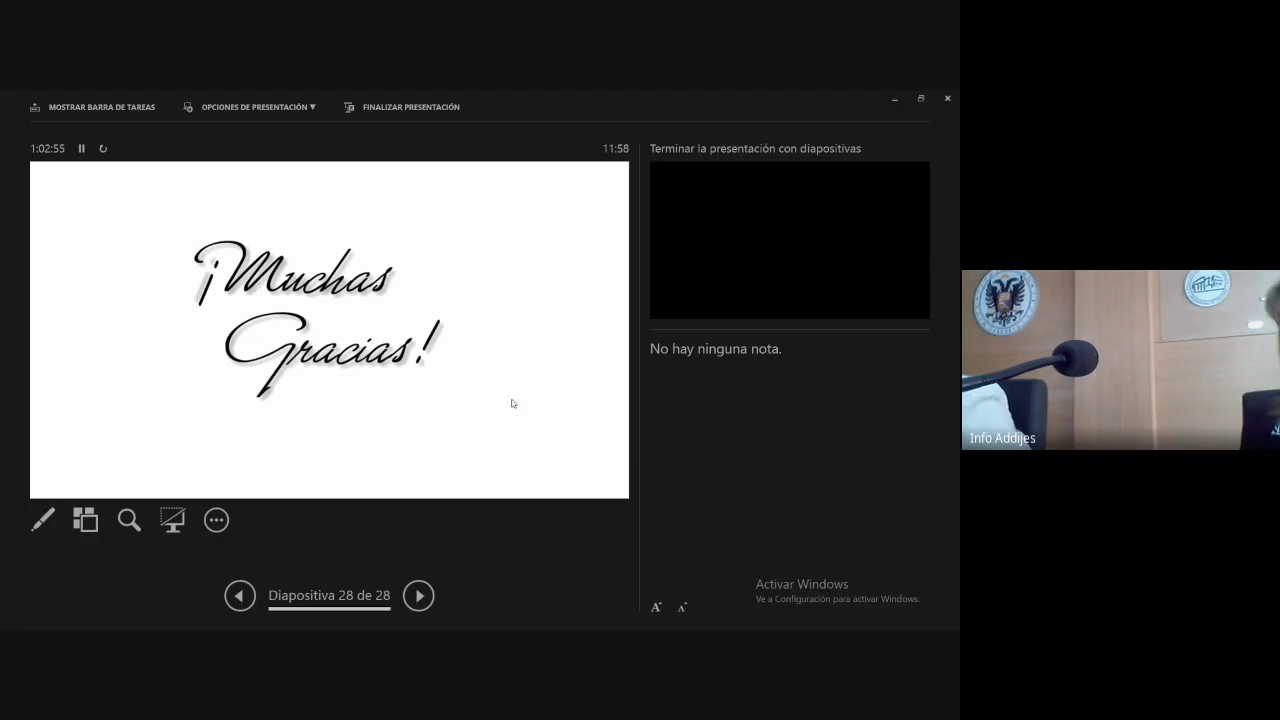 MOSTRAR BARRA DE TAREAS
OPCIONES DE PRESENTACIÓN ▼
FINALIZAR PRESENTACIÓN
1:02:55
11:58
Terminar la presentación con diapositivas
¡Muchas
Gracias!
No hay ninguna nota.
Info Addijes
Activar Windows
Ve a Configuración para activar Windows.
Diapositiva 28 de 28
A
A